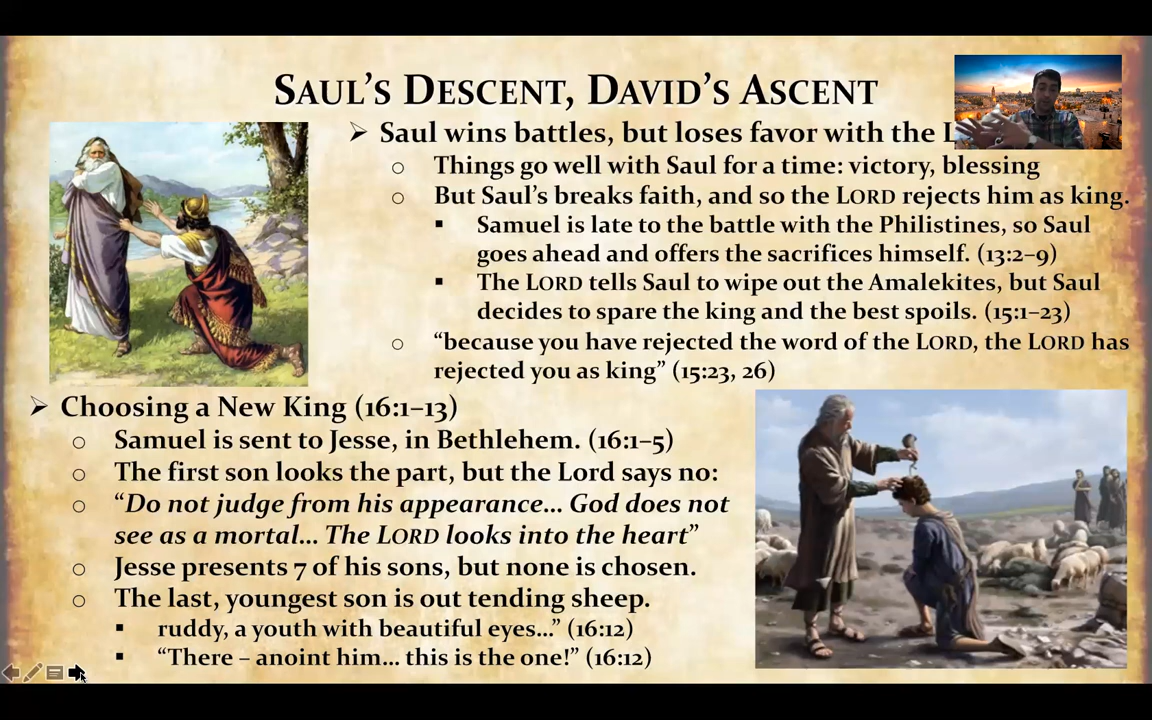 SAUL'S DESCENT, DAVID'S ASCENT
➢ Saul wins battles, but loses favor with the
o Things go well with Saul for a time: victory, blessing
o But Saul's breaks faith, and so the LORD rejects him as king.
▪ Samuel is late to the battle with the Philistines, so Saul
goes ahead and offers the sacrifices himself. (13:2–9)
▪ The LORD tells Saul to wipe out the Amalekites, but Saul
decides to spare the king and the best spoils. (15:1–23)
o “because you have rejected the word of the LORD, the LORD has
rejected you as king” (15:23, 26)
➢ Choosing a New King (16:1–13)
o Samuel is sent to Jesse, in Bethlehem. (16:1–5)
o The first son looks the part, but the Lord says no:
o “Do not judge from his appearance... God does not
see as a mortal... The LORD looks into the heart”
o Jesse presents 7 of his sons, but none is chosen.
o The last, youngest son is out tending sheep.
▪ ruddy, a youth with beautiful eyes...” (16:12)
▪ “There – anoint him... this is the one!” (16:12)